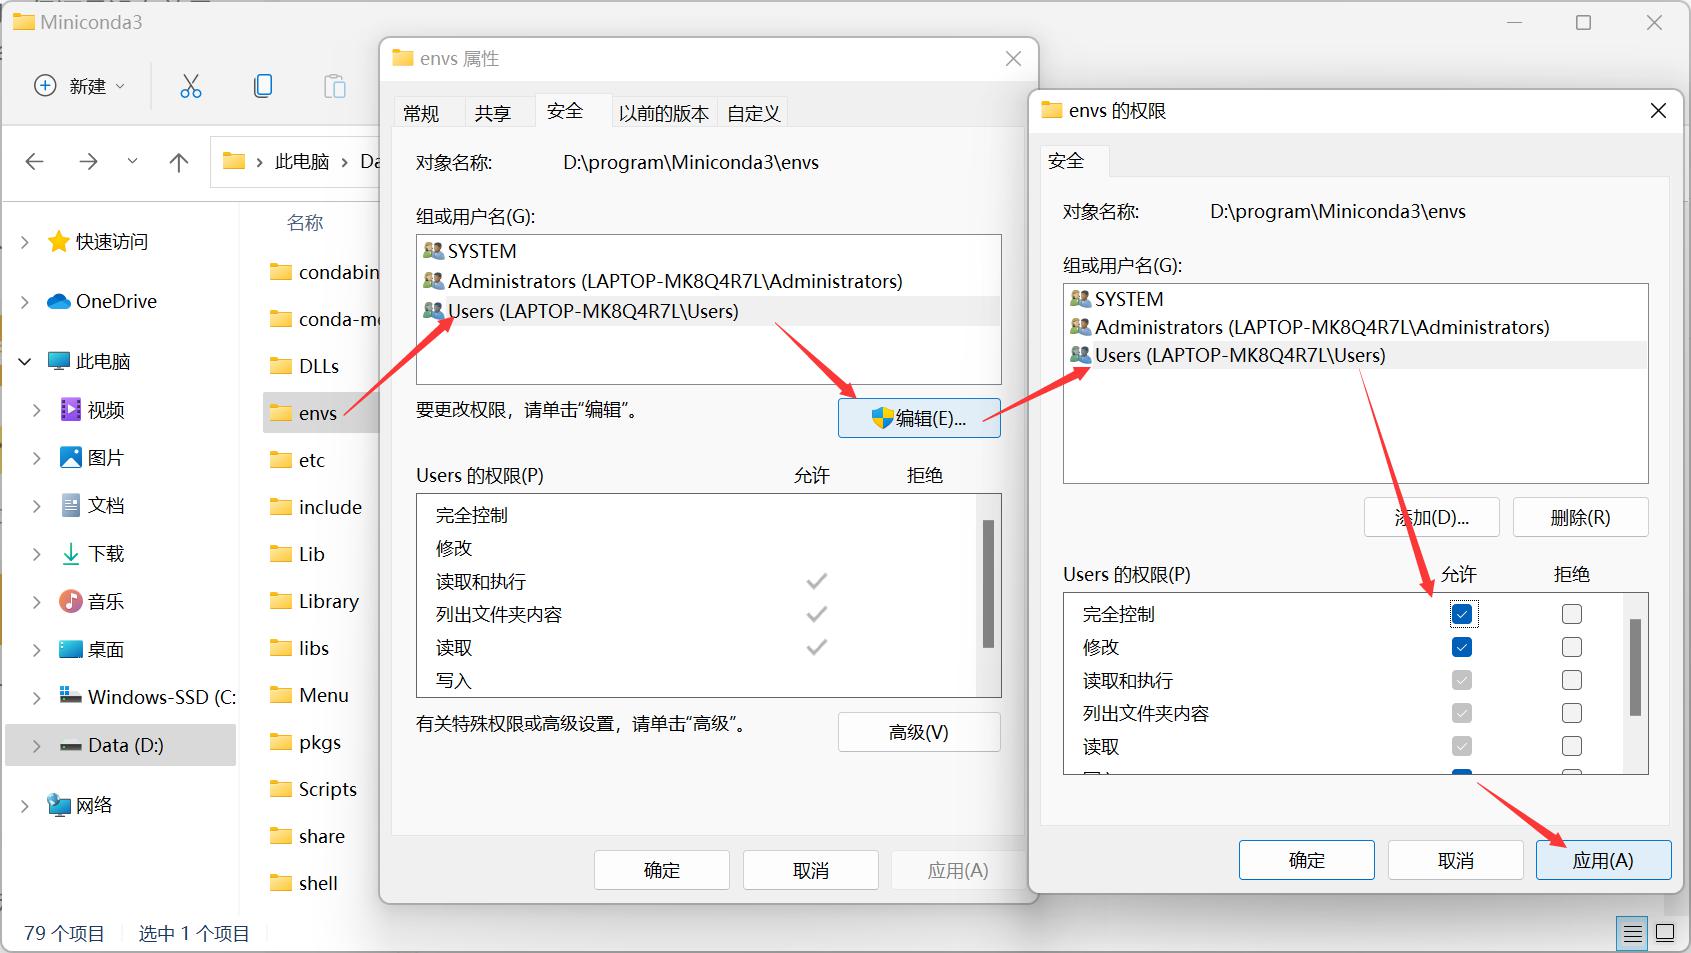 Miniconda3
新建
此电脑
Da
名称
快速访问
OneDrive
此电脑
视频
图片
文档
下载
音乐
桌面
Windows-SSD (C:
Data (D:)
网络
condabin
conda-me
DLLs
envs
etc
include
Lib
Library
libs
Menu
pkgs
Scripts
share
shell
79 个项目
选中 1 个项目
envs 属性
常规 共享 安全 以前的版本 自定义
对象名称: D:\program\Miniconda3\envs
组或用户名(G):
SYSTEM
Administrators (LAPTOP-MK8Q4R7L\Administrators)
Users (LAPTOP-MK8Q4R7L\Users)
要更改权限，请单击“编辑”。
编辑(E)...
Users 的权限(P) 允许 拒绝
完全控制
修改
读取和执行
列出文件夹内容
读取
写入
有关特殊权限或高级设置，请单击“高级”。
高级(V)
确定 取消 应用(A)
envs 的权限
安全
对象名称: D:\program\Miniconda3\envs
组或用户名(G):
SYSTEM
Administrators (LAPTOP-MK8Q4R7L\Administrators)
Users (LAPTOP-MK8Q4R7L\Users)
添加(D)... 删除(R)
Users 的权限(P) 允许 拒绝
完全控制
修改
读取和执行
列出文件夹内容
读取
确定 取消 应用(A)